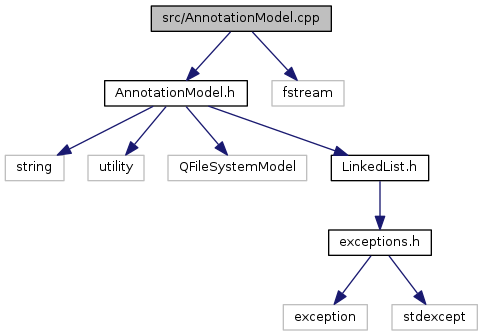 src/AnnotationModel.cpp
AnnotationModel.h
fstream
string
utility
QFileSystemModel
LinkedList.h
exceptions.h
exception
stdexcept